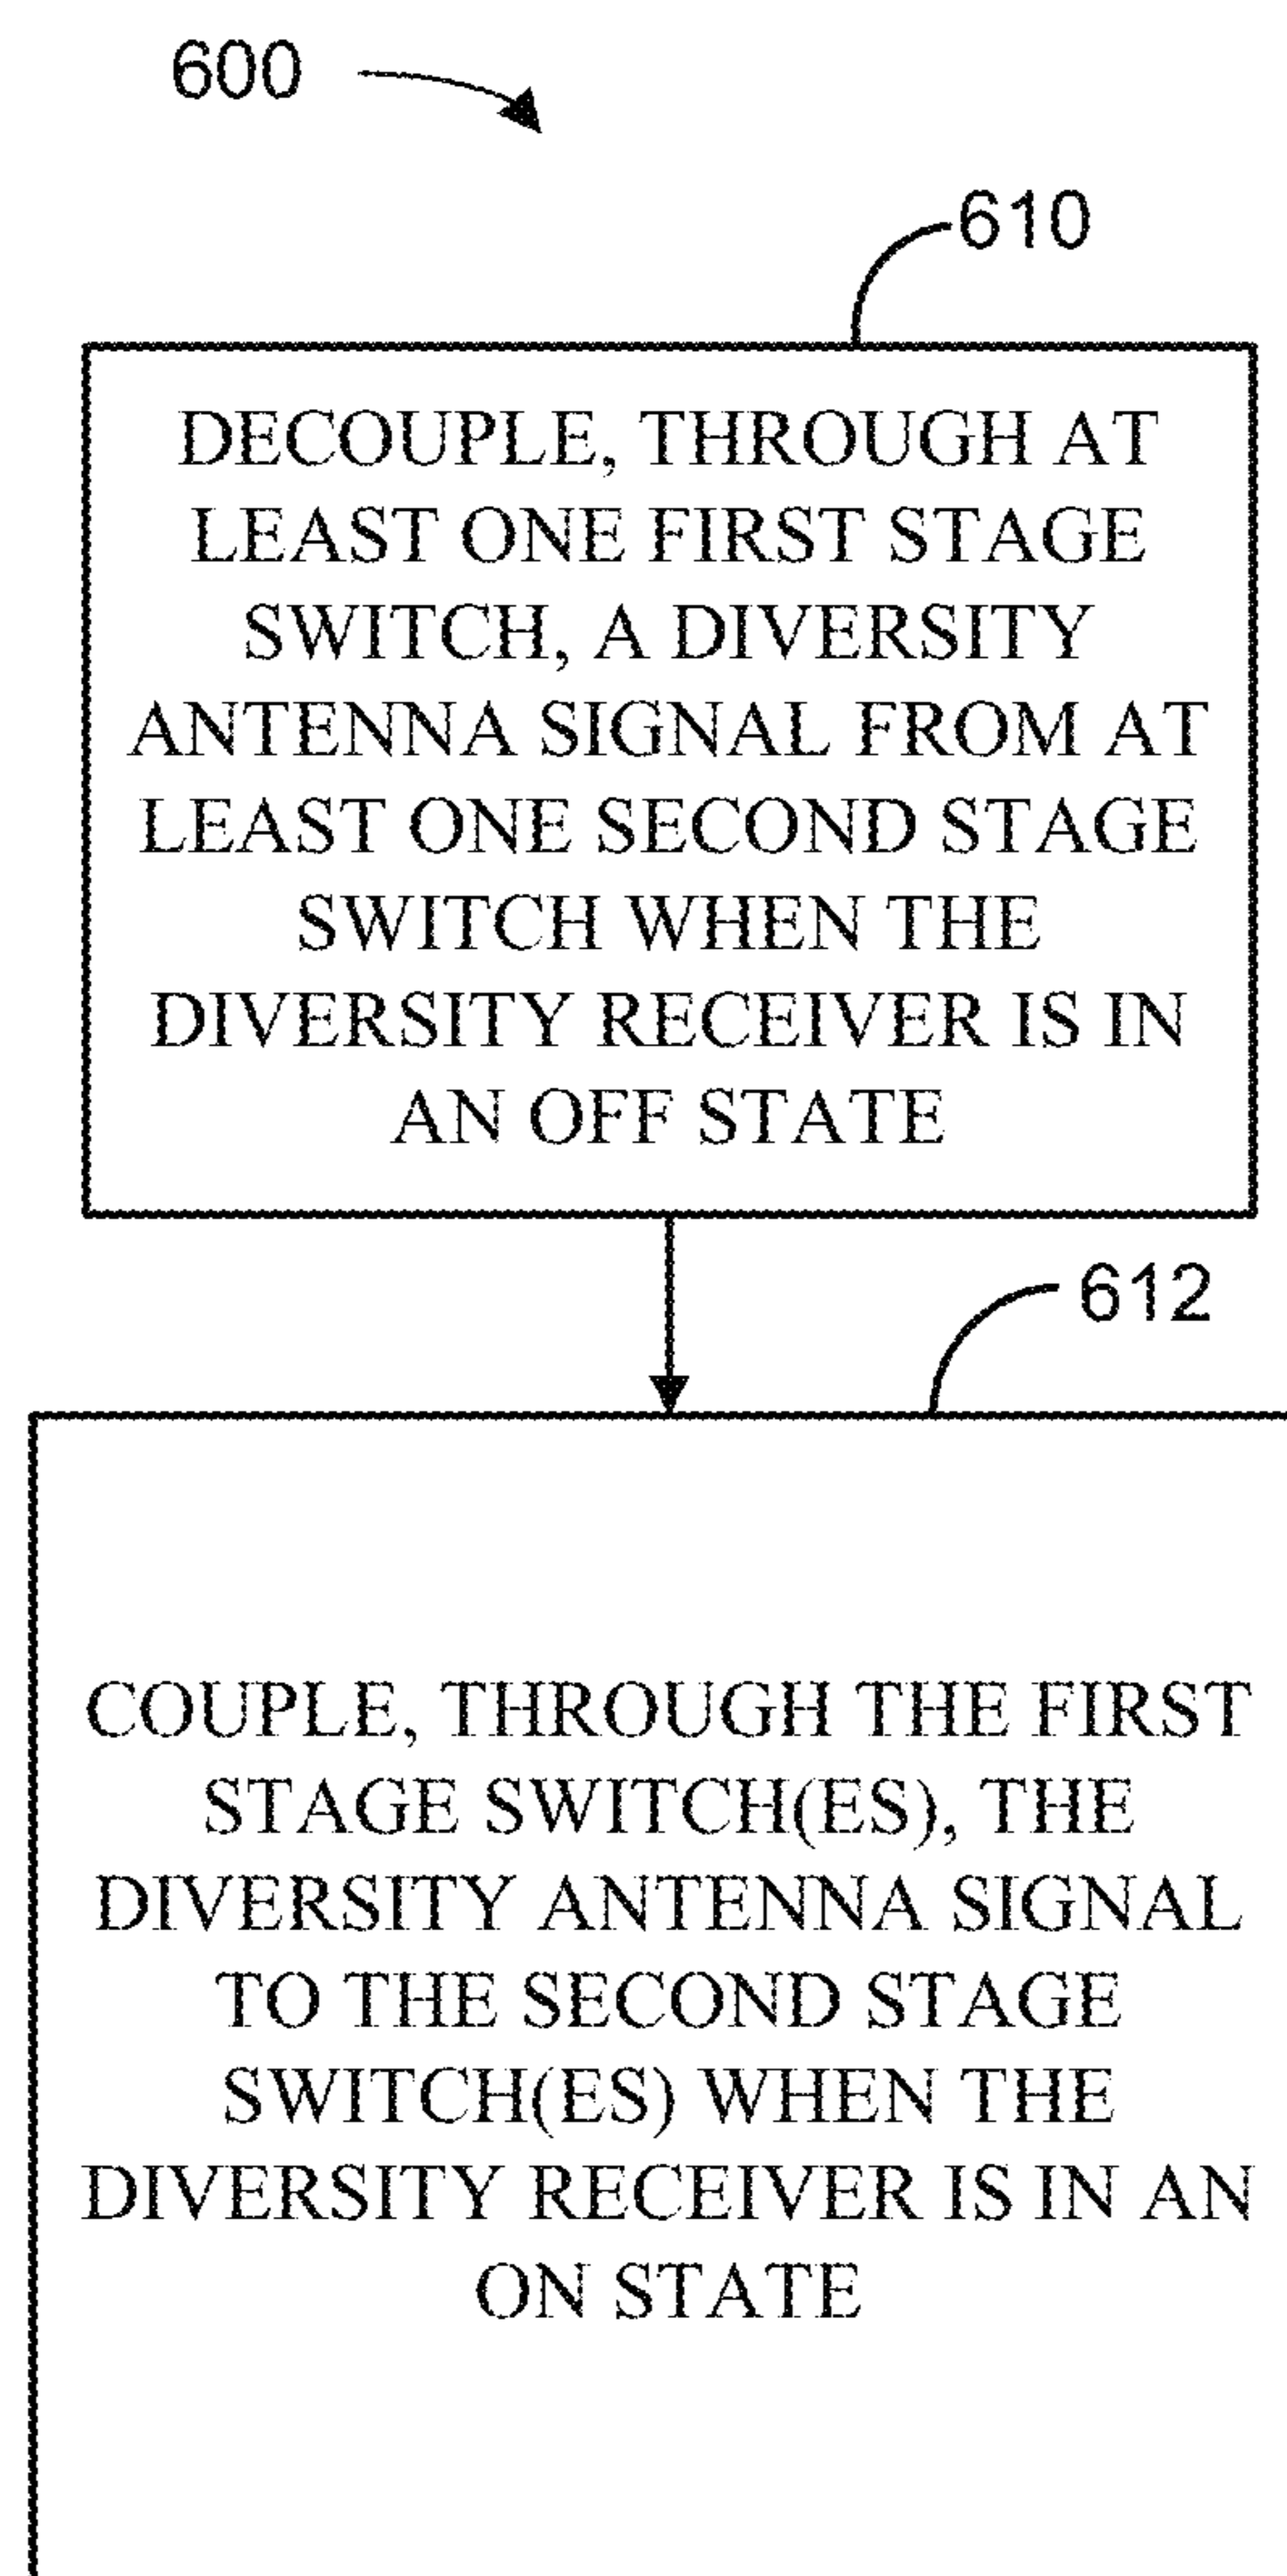 600
610
DECOUPLE, THROUGH AT
LEAST ONE FIRST STAGE
SWITCH, A DIVERSITY
ANTENNA SIGNAL FROM AT
LEAST ONE SECOND STAGE
SWITCH WHEN THE
DIVERSITY RECEIVER IS IN
AN OFF STATE
612
COUPLE, THROUGH THE FIRST
STAGE SWITCH(ES), THE
DIVERSITY ANTENNA SIGNAL
TO THE SECOND STAGE
SWITCH(ES) WHEN THE
DIVERSITY RECEIVER IS IN AN
ON STATE